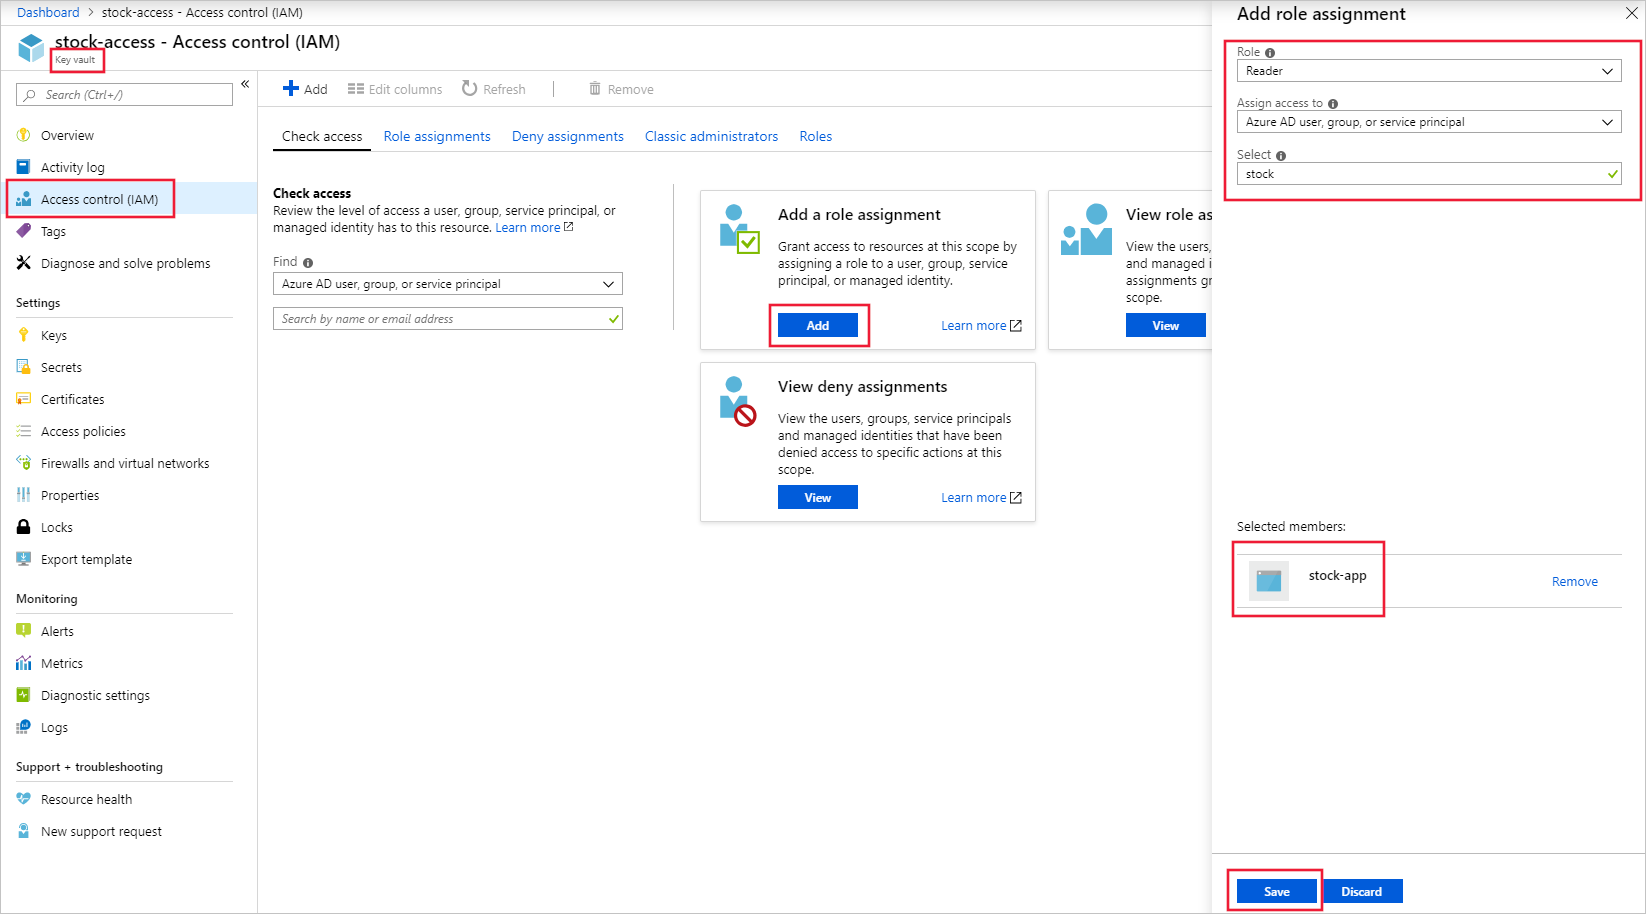 Dashboard > stock-access - Access control (IAM)
stock-access - Access control (IAM)
Key vault
Search (Ctrl+/)
«
Overview
Activity log
Access control (IAM)
Tags
Diagnose and solve problems
Settings
Keys
Secrets
Certificates
Access policies
Firewalls and virtual networks
Properties
Locks
Export template
Monitoring
Alerts
Metrics
Diagnostic settings
Logs
Support + troubleshooting
Resource health
New support request
Add
Edit columns
Refresh
Remove
Check access
Role assignments
Deny assignments
Classic administrators
Roles
Check access
Review the level of access a user, group, service principal, or
managed identity has to this resource. Learn more
Find
Azure AD user, group, or service principal
Search by name or email address
Add a role assignment
Grant access to resources at this scope by
assigning a role to a user, group, service
principal, or managed identity.
Add
Learn more
View role as
View the users,
and managed i
assignments gr
scope.
View
View deny assignments
View the users, groups, service principals
and managed identities that have been
denied access to specific actions at this
scope.
View
Learn more
Add role assignment
Role
Reader
Assign access to
Azure AD user, group, or service principal
Select
stock
Selected members:
stock-app
Remove
Save
Discard